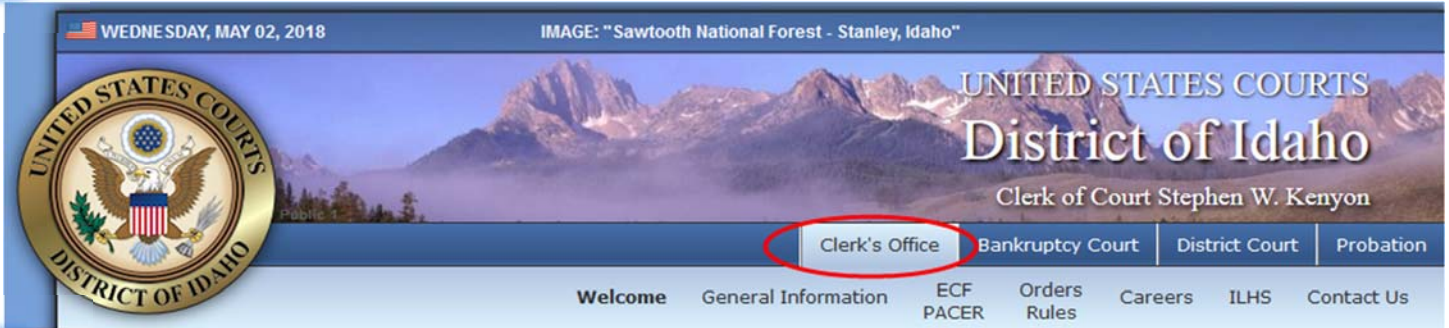 WEDNESDAY, MAY 02, 2018
IMAGE: "Sawtooth National Forest - Stanley, Idaho"
UNITED STATES COURTS
DISTRICT OF IDAHO
UNITED STATES COURTS
District of Idaho
Clerk of Court Stephen W. Kenyon
Public 1
Clerk's Office Bankruptcy Court District Court Probation
Welcome General Information ECF PACER Orders Rules Careers ILHS Contact Us